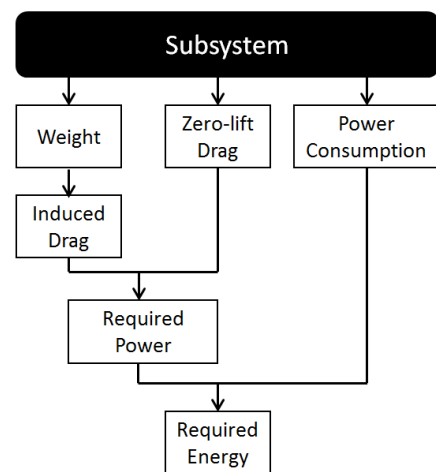 Subsystem
Weight
Zero-lift
Drag
Power
Consumption
Induced
Drag
Required
Power
Required
Energy